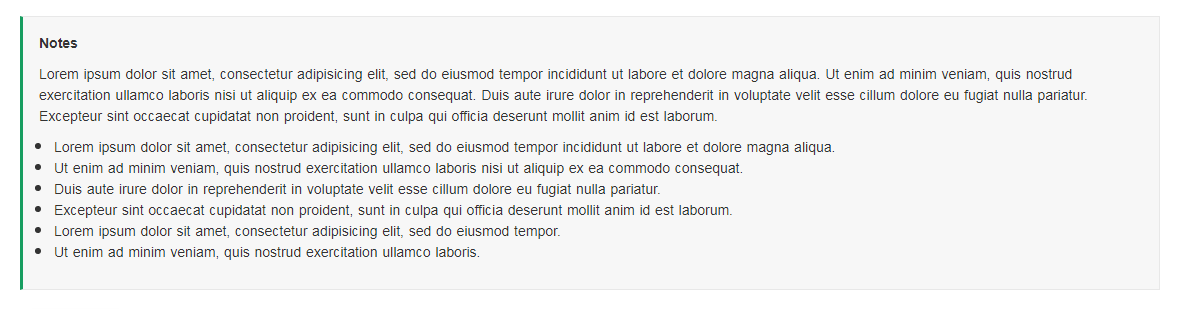 Notes
Lorem ipsum dolor sit amet, consectetur adipisicing elit, sed do eiusmod tempor incididunt ut labore et dolore magna aliqua. Ut enim ad minim veniam, quis nostrud
exercitation ullamco laboris nisi ut aliquip ex ea commodo consequat. Duis aute irure dolor in reprehenderit in voluptate velit esse cillum dolore eu fugiat nulla pariatur.
Excepteur sint occaecat cupidatat non proident, sunt in culpa qui officia deserunt mollit anim id est laborum.
• Lorem ipsum dolor sit amet, consectetur adipisicing elit, sed do eiusmod tempor incididunt ut labore et dolore magna aliqua.
• Ut enim ad minim veniam, quis nostrud exercitation ullamco laboris nisi ut aliquip ex ea commodo consequat.
• Duis aute irure dolor in reprehenderit in voluptate velit esse cillum dolore eu fugiat nulla pariatur.
• Excepteur sint occaecat cupidatat non proident, sunt in culpa qui officia deserunt mollit anim id est laborum.
• Lorem ipsum dolor sit amet, consectetur adipisicing elit, sed do eiusmod tempor.
• Ut enim ad minim veniam, quis nostrud exercitation ullamco laboris.